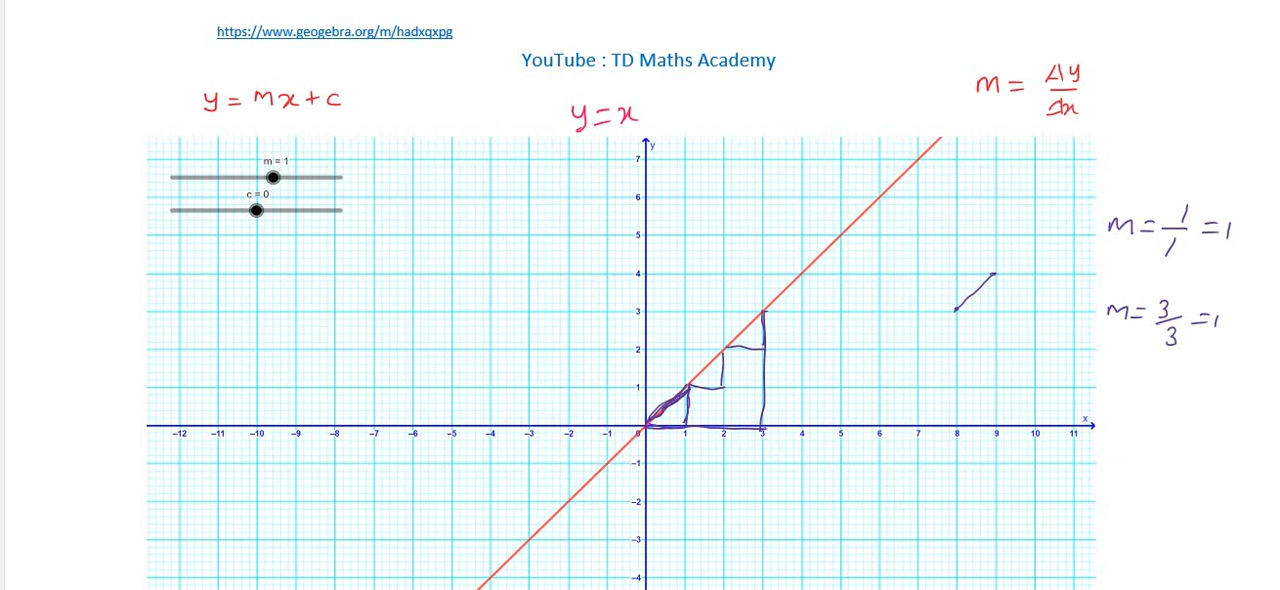 https://www.geogebra.org/m/hadxqxpg
YouTube : TD Maths Academy
y = mx + c
y = x
m = Δy/Δx
m = 1
c = 0
y
7
6
5
4
3
2
1
m = 1/1 = 1
m = 3/3 = 1
x
–12 –11 –10 –9 –8 –7 –6 –5 –4 –3 –2 –1 0 1 2 3 4 5 6 7 8 9 10 11
–1
–2
–3
–4